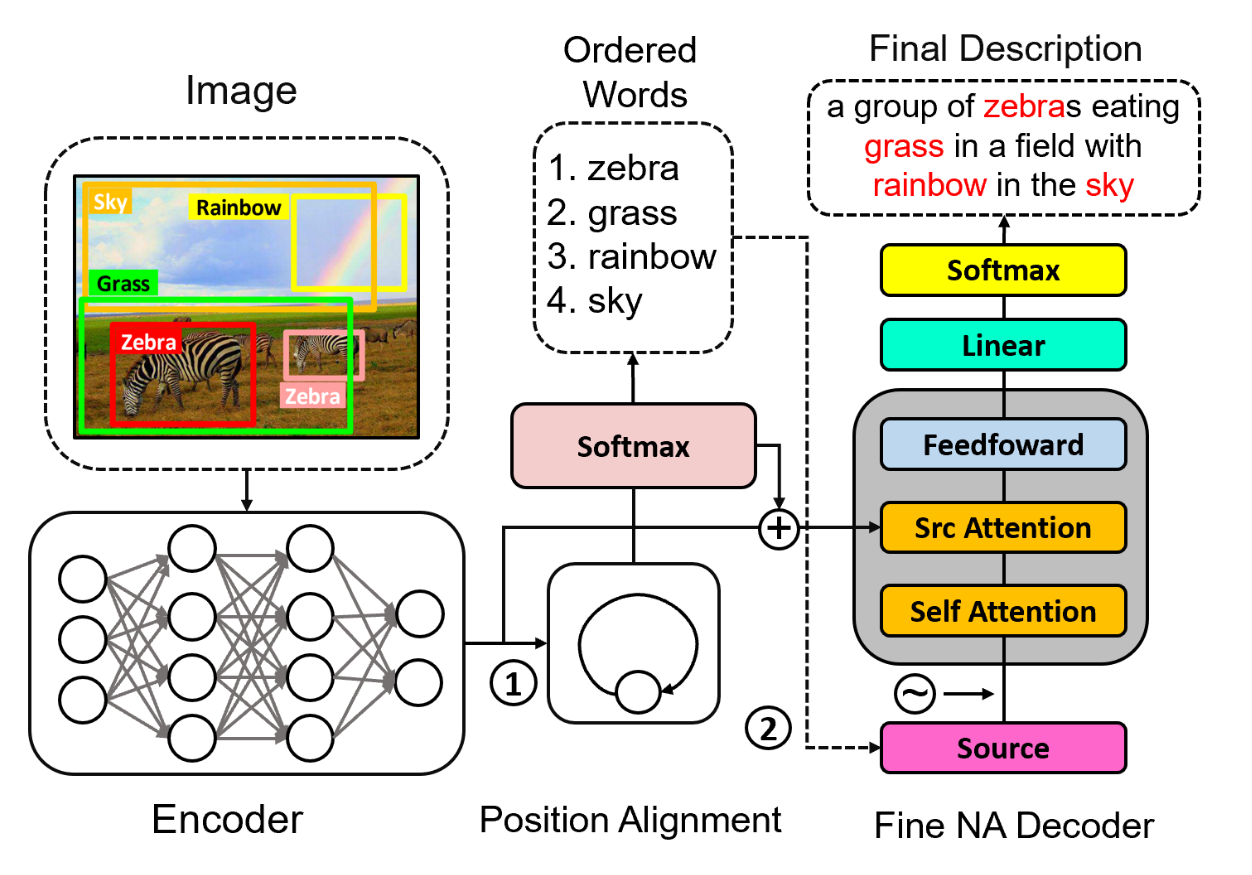 Image
Sky
Rainbow
Grass
Zebra
Zebra
Encoder
Ordered
Words
1. zebra
2. grass
3. rainbow
4. sky
Softmax
+
1
Position Alignment
2
Final Description
a group of zebras eating
grass in a field with
rainbow in the sky
Softmax
Linear
Feedfoward
Src Attention
Self Attention
~
Source
Fine NA Decoder